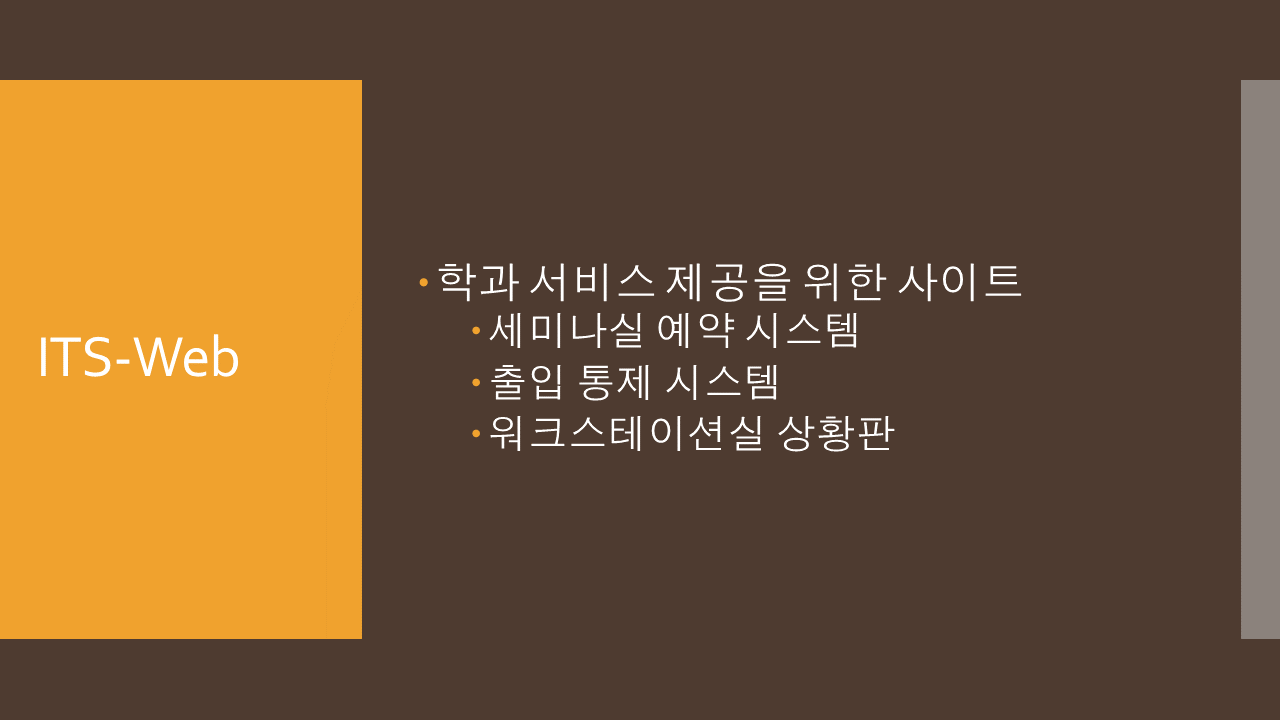 ITS-Web
• 학과 서비스 제공을 위한 사이트
• 세미나실 예약 시스템
• 출입 통제 시스템
• 워크스테이션실 상황판